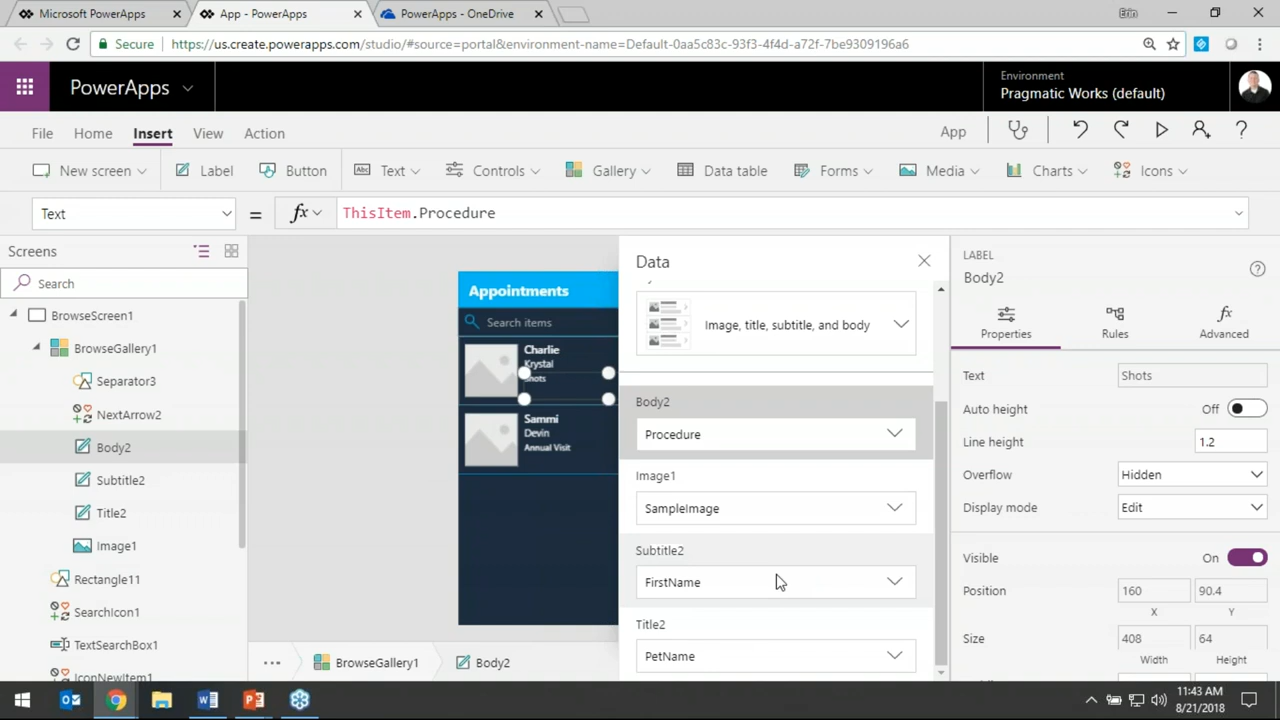 Microsoft PowerApps
App - PowerApps
PowerApps - OneDrive
Erin
Secure
https://us.create.powerapps.com/studio/#source=portal&environment-name=Default-0aa5c83c-93f3-4f4d-a72f-7be9309196a6
PowerApps
Environment
Pragmatic Works (default)
File Home Insert View Action App
New screen Label Button Text Controls Gallery Data table Forms Media Charts Icons
Text = fx ThisItem.Procedure
Screens
Search
BrowseScreen1
BrowseGallery1
Separator3
NextArrow2
Body2
Subtitle2
Title2
Image1
Rectangle11
SearchIcon1
TextSearchBox1
IconNewItem1
Appointments
Search items
Charlie
Krystal
Shots
Sammi
Devin
Annual Visit
Data
Image, title, subtitle, and body
Body2
Procedure
Image1
SampleImage
Subtitle2
FirstName
Title2
PetName
BrowseGallery1 Body2
LABEL
Body2
Properties Rules Advanced
Text Shots
Auto height Off
Line height 1.2
Overflow Hidden
Display mode Edit
Visible On
Position 160 90.4
X Y
Size 408 64
Width Height
11:43 AM
8/21/2018